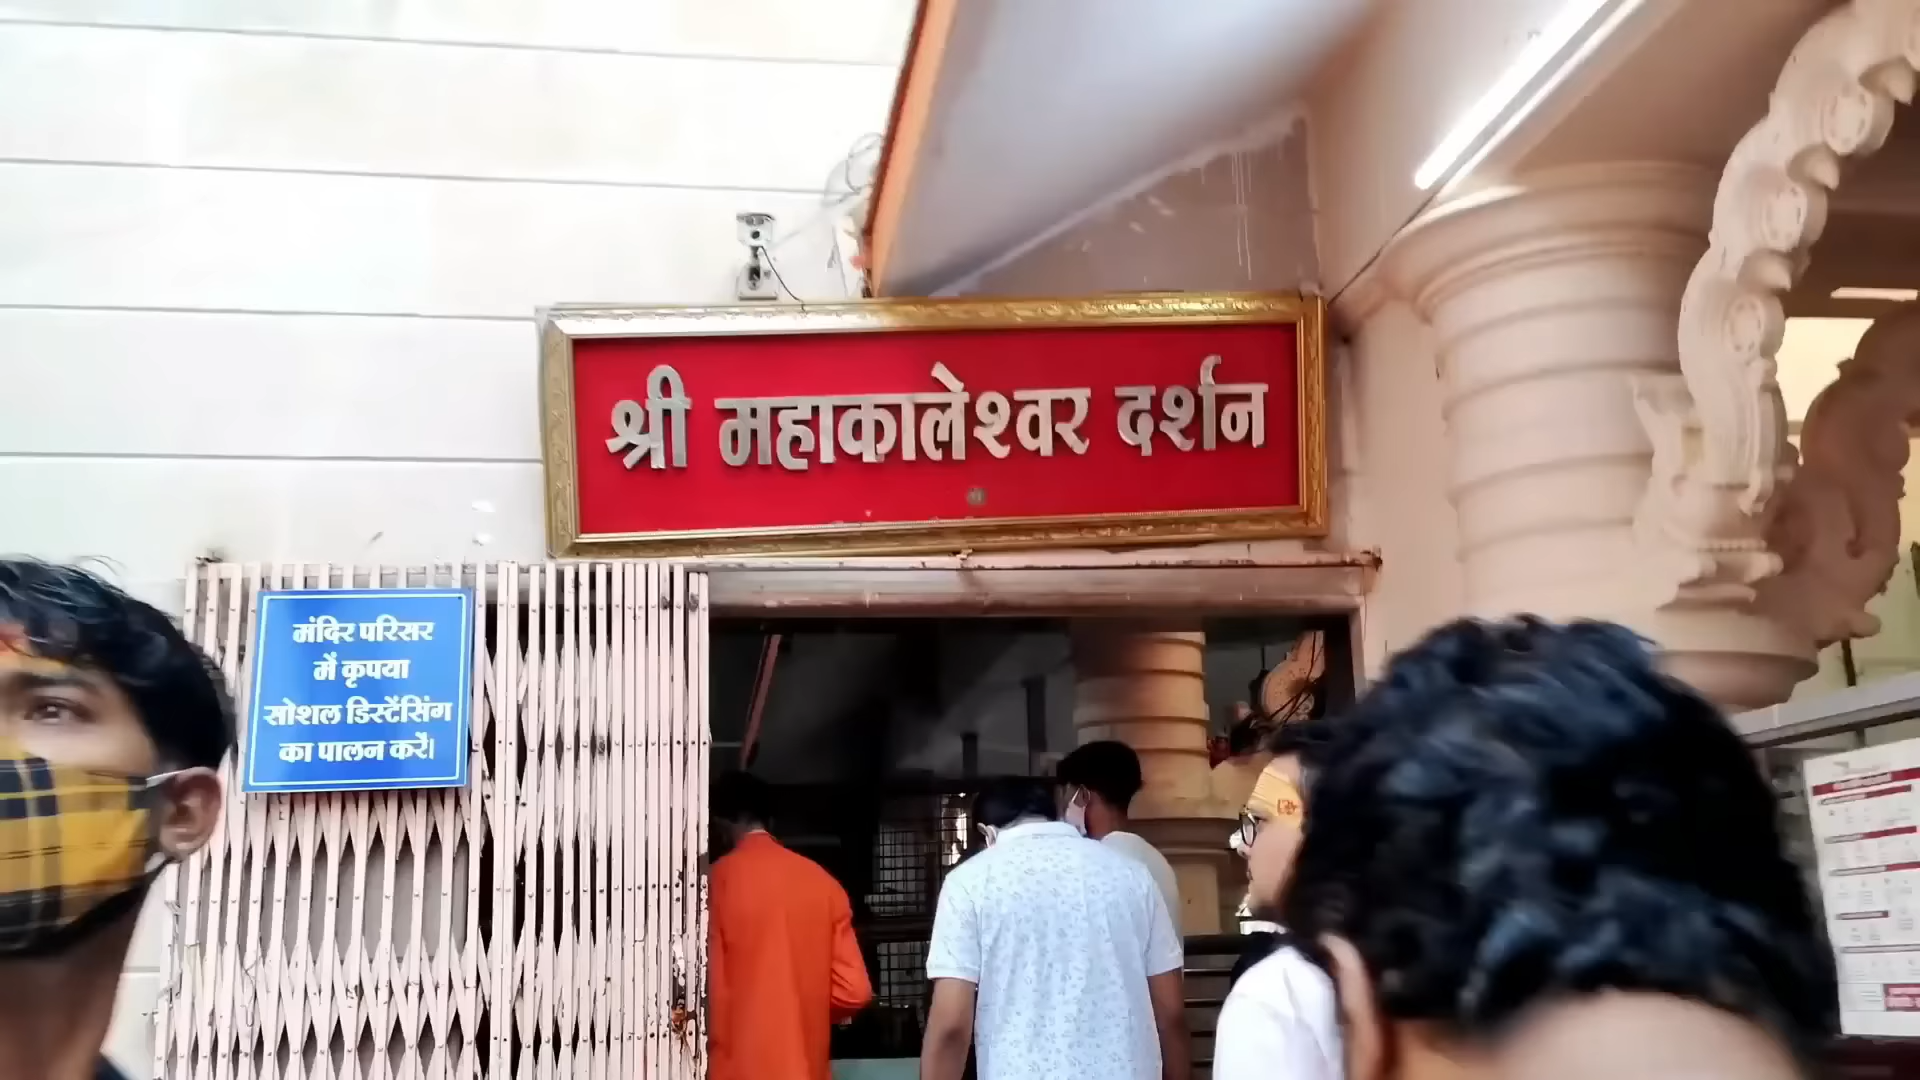 श्री महाकालेश्वर दर्शन
मंदिर परिसर
में कृपया
सोशल डिस्टेंसिंग
का पालन करें।